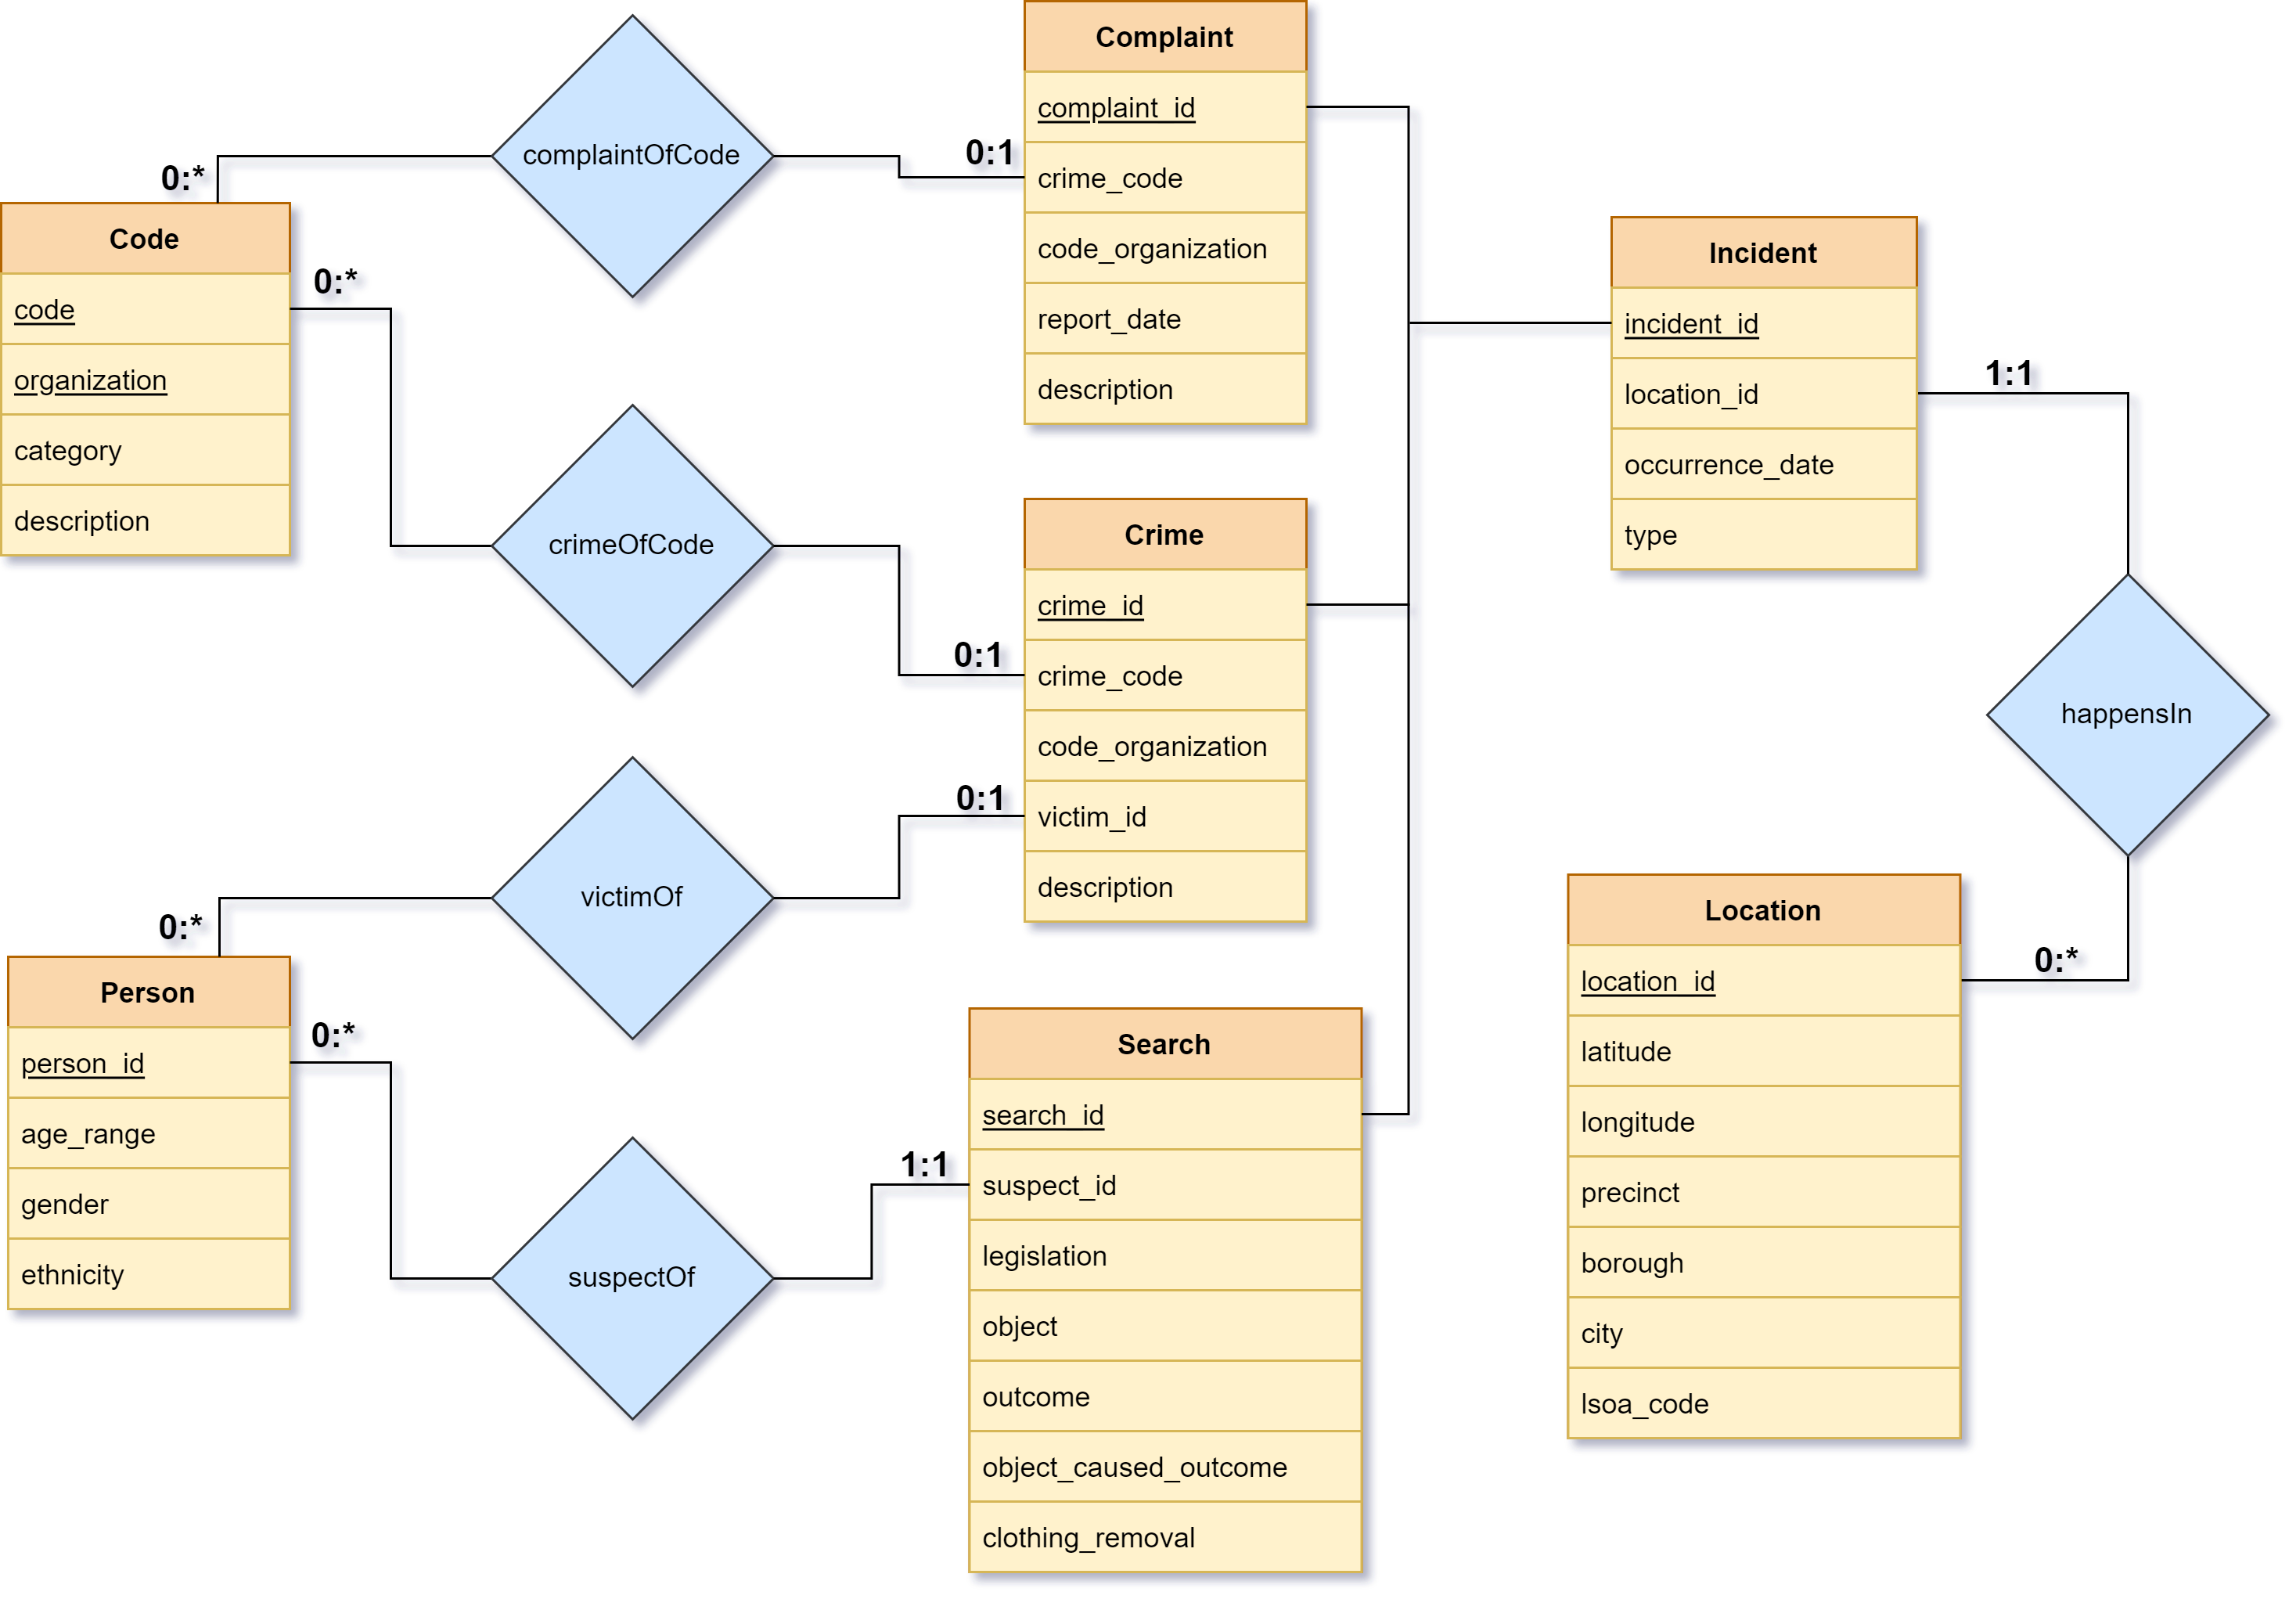 Complaint
complaint_id
crime_code
code_organization
report_date
description
complaintOfCode
0:*
0:1
Code
code
organization
category
description
0:*
crimeOfCode
0:1
Crime
crime_id
crime_code
code_organization
victim_id
description
victimOf
0:1
0:*
Person
person_id
age_range
gender
ethnicity
0:*
suspectOf
1:1
Search
search_id
suspect_id
legislation
object
outcome
object_caused_outcome
clothing_removal
Incident
incident_id
location_id
occurrence_date
type
1:1
happensIn
0:*
Location
location_id
latitude
longitude
precinct
borough
city
lsoa_code